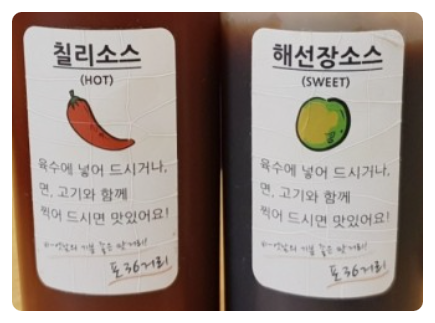 칠리소스
(HOT)
육수에 넣어 드시거나,
면, 고기와 함께
찍어 드시면 맛있어요!
포36거리
해선장소스
(SWEET)
육수에 넣어 드시거나,
면, 고기와 함께
찍어 드시면 맛있어요!
포36거리